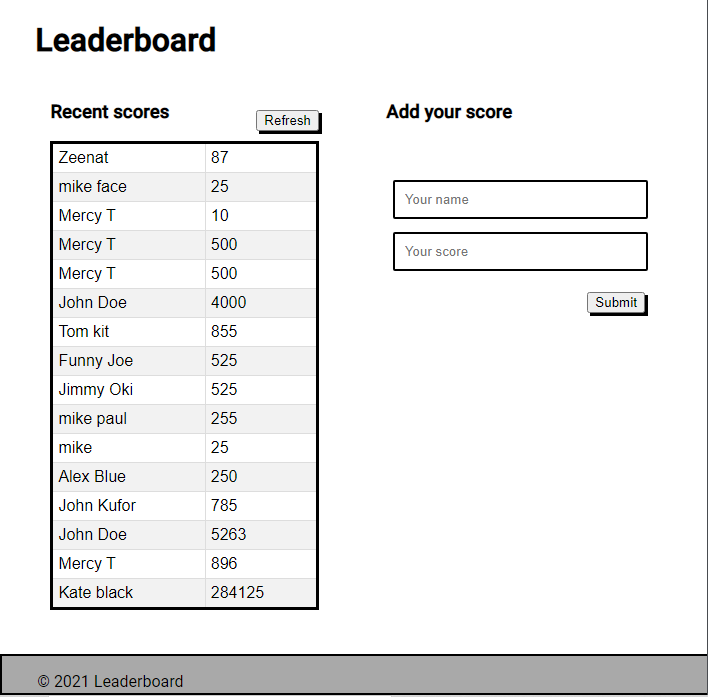 Leaderboard
Recent scores
Refresh
Zeenat 87
mike face 25
Mercy T 10
Mercy T 500
Mercy T 500
John Doe 4000
Tom kit 855
Funny Joe 525
Jimmy Oki 525
mike paul 255
mike 25
Alex Blue 250
John Kufor 785
John Doe 5263
Mercy T 896
Kate black 284125
Add your score
Your name
Your score
Submit
© 2021 Leaderboard